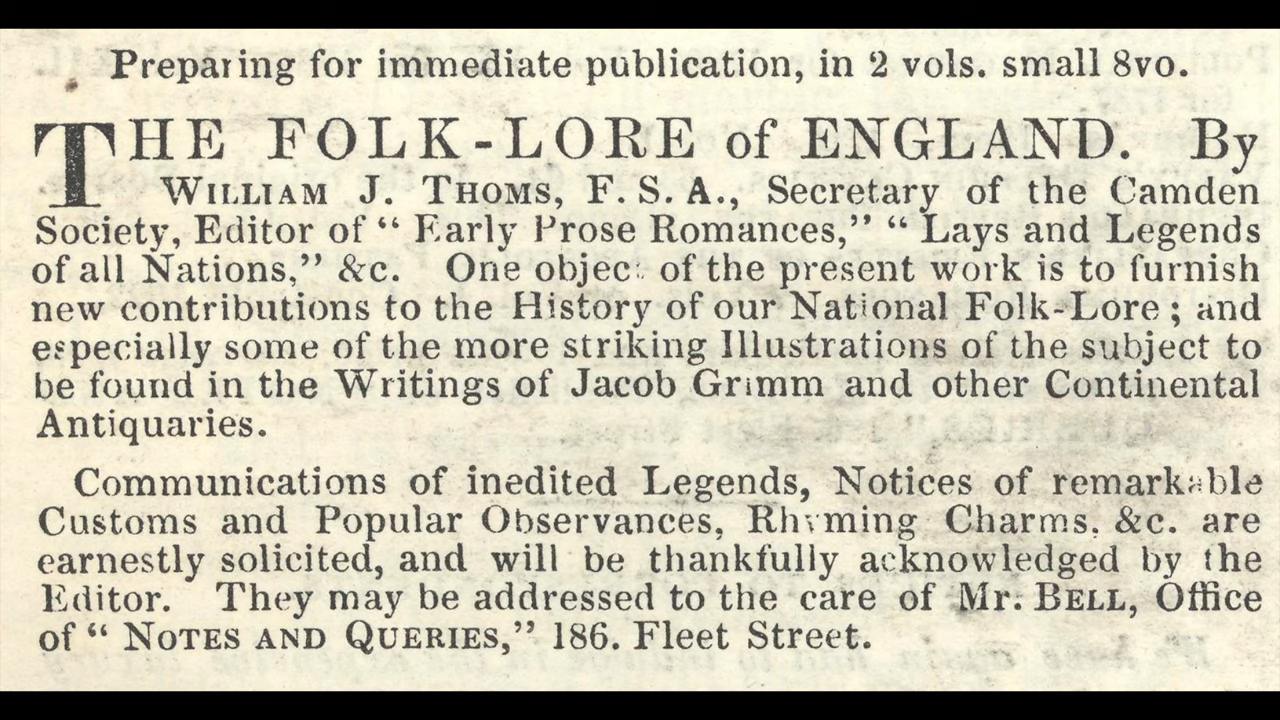 Preparing for immediate publication, in 2 vols. small 8vo.
THE FOLK-LORE of ENGLAND. By
WILLIAM J. THOMS, F. S. A., Secretary of the Camden
Society, Editor of “ Early Prose Romances,” “ Lays and Legends
of all Nations,” &c. One object of the present work is to furnish
new contributions to the History of our National Folk-Lore ; and
especially some of the more striking Illustrations of the subject to
be found in the Writings of Jacob Grimm and other Continental
Antiquaries.
Communications of inedited Legends, Notices of remarkable
Customs and Popular Observances, Rhyming Charms, &c. are
earnestly solicited, and will be thankfully acknowledged by the
Editor. They may be addressed to the care of Mr. BELL, Office
of “ NOTES AND QUERIES,” 186. Fleet Street.